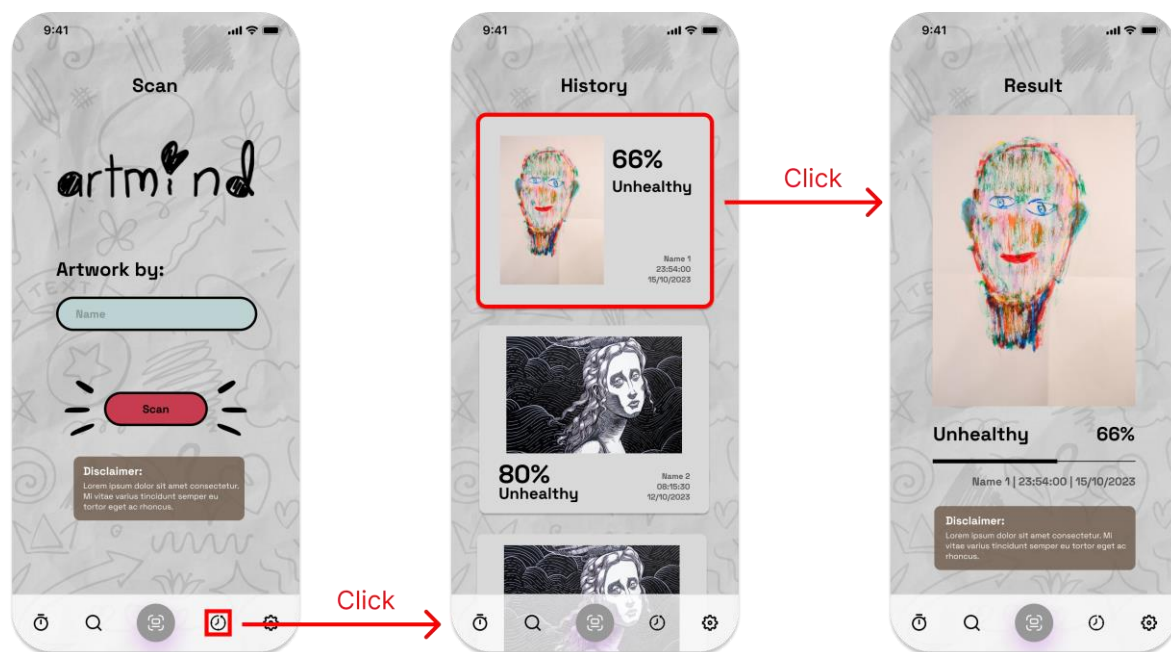 9:41
Scan
artmind
Artwork by:
Name
Scan
Disclaimer:
Lorem ipsum dolor sit amet consectetur.
Mi vitae varius tincidunt semper eu
tortor eget ac rhoncus.
TEXT
Click
9:41
History
66%
Unhealthy
Name 1
23:54:00
15/10/2023
80%
Unhealthy
Name 2
08:15:30
12/10/2023
Click
9:41
Result
Unhealthy 66%
Name 1 | 23:54:00 | 15/10/2023
Disclaimer:
Lorem ipsum dolor sit amet consectetur. Mi
vitae varius tincidunt semper eu tortor eget ac
rhoncus.